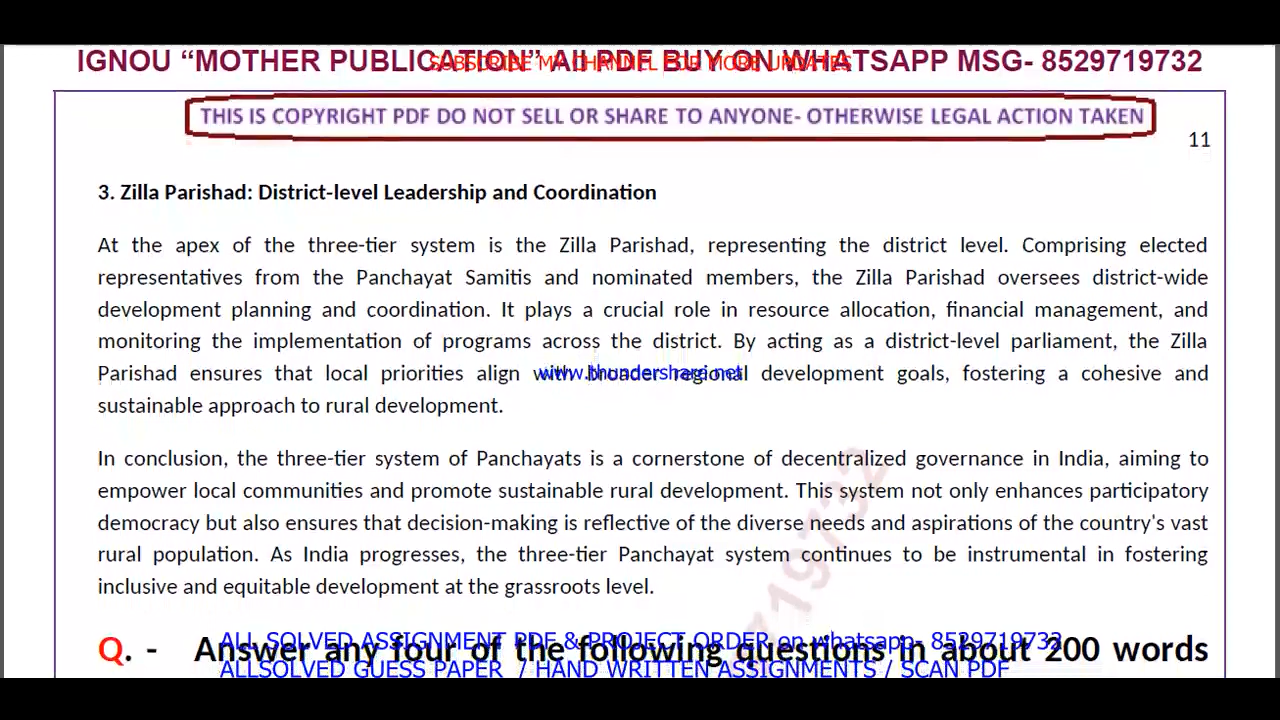 IGNOU “MOTHER PUBLICATION” All PDF BUY ON WHATSAPP MSG- 8529719732
SUBSCRIBE MY CHANNEL FOR MORE UPDATES
THIS IS COPYRIGHT PDF DO NOT SELL OR SHARE TO ANYONE- OTHERWISE LEGAL ACTION TAKEN
11
3. Zilla Parishad: District-level Leadership and Coordination
At the apex of the three-tier system is the Zilla Parishad, representing the district level. Comprising elected
representatives from the Panchayat Samitis and nominated members, the Zilla Parishad oversees district-wide
development planning and coordination. It plays a crucial role in resource allocation, financial management, and
monitoring the implementation of programs across the district. By acting as a district-level parliament, the Zilla
Parishad ensures that local priorities align with broader regional development goals, fostering a cohesive and
www.thundershare.net
sustainable approach to rural development.
In conclusion, the three-tier system of Panchayats is a cornerstone of decentralized governance in India, aiming to
empower local communities and promote sustainable rural development. This system not only enhances participatory
democracy but also ensures that decision-making is reflective of the diverse needs and aspirations of the country's vast
rural population. As India progresses, the three-tier Panchayat system continues to be instrumental in fostering
inclusive and equitable development at the grassroots level.
719732
Q. - Answer any four of the following questions in about 200 words
ALL SOLVED ASSIGNMENT PDF & PROJECT ORDER on whatsapp- 8529719732
ALLSOLVED GUESS PAPER / HAND WRITTEN ASSIGNMENTS / SCAN PDF